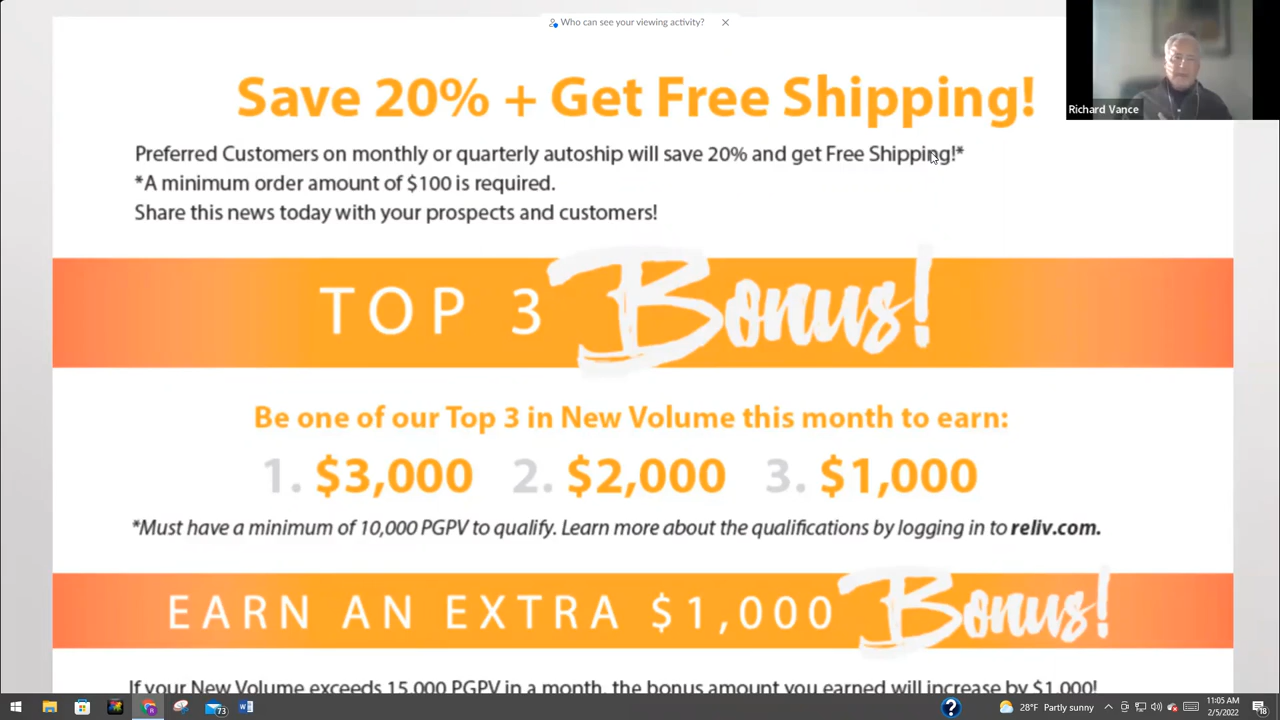 Who can see your viewing activity?
Save 20% + Get Free Shipping!
Richard Vance
Preferred Customers on monthly or quarterly autoship will save 20% and get Free Shipping!*
*A minimum order amount of $100 is required.
Share this news today with your prospects and customers!
TOP 3 Bonus!
Be one of our Top 3 in New Volume this month to earn:
1. $3,000 2. $2,000 3. $1,000
*Must have a minimum of 10,000 PGPV to qualify. Learn more about the qualifications by logging in to reliv.com.
EARN AN EXTRA $1,000 Bonus!
If your New Volume exceeds 15,000 PGPV in a month, the bonus amount you earned will increase by $1,000!
73
28°F Partly sunny
11:05 AM
2/5/2022
18